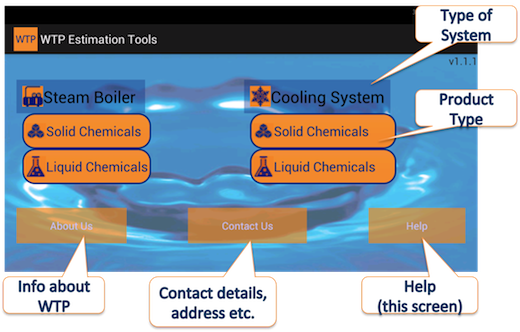 Type of
System
WTP WTP Estimation Tools
v1.1.1
Steam Boiler
Cooling System
Product
Type
Solid Chemicals
Solid Chemicals
Liquid Chemicals
Liquid Chemicals
About Us
Contact Us
Help
Info about
WTP
Contact details,
address etc.
Help
(this screen)